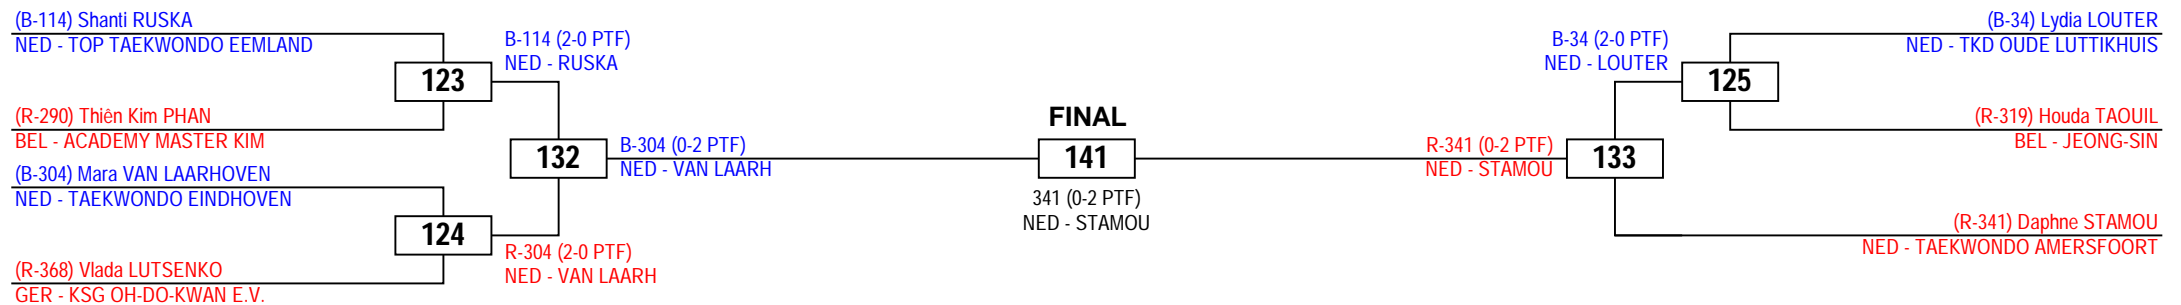 (B-114) Shanti RUSKA
NED - TOP TAEKWONDO EEMLAND
(R-290) Thiên Kim PHAN
BEL - ACADEMY MASTER KIM
(B-304) Mara VAN LAARHOVEN
NED - TAEKWONDO EINDHOVEN
(R-368) Vlada LUTSENKO
GER - KSG OH-DO-KWAN E.V.
123
124
B-114 (2-0 PTF)
NED - RUSKA
R-304 (2-0 PTF)
NED - VAN LAARH
132
B-304 (0-2 PTF)
NED - VAN LAARH
FINAL
141
341 (0-2 PTF)
NED - STAMOU
R-341 (0-2 PTF)
NED - STAMOU
133
B-34 (2-0 PTF)
NED - LOUTER
125
(B-34) Lydia LOUTER
NED - TKD OUDE LUTTIKHUIS
(R-319) Houda TAOUIL
BEL - JEONG-SIN
(R-341) Daphne STAMOU
NED - TAEKWONDO AMERSFOORT